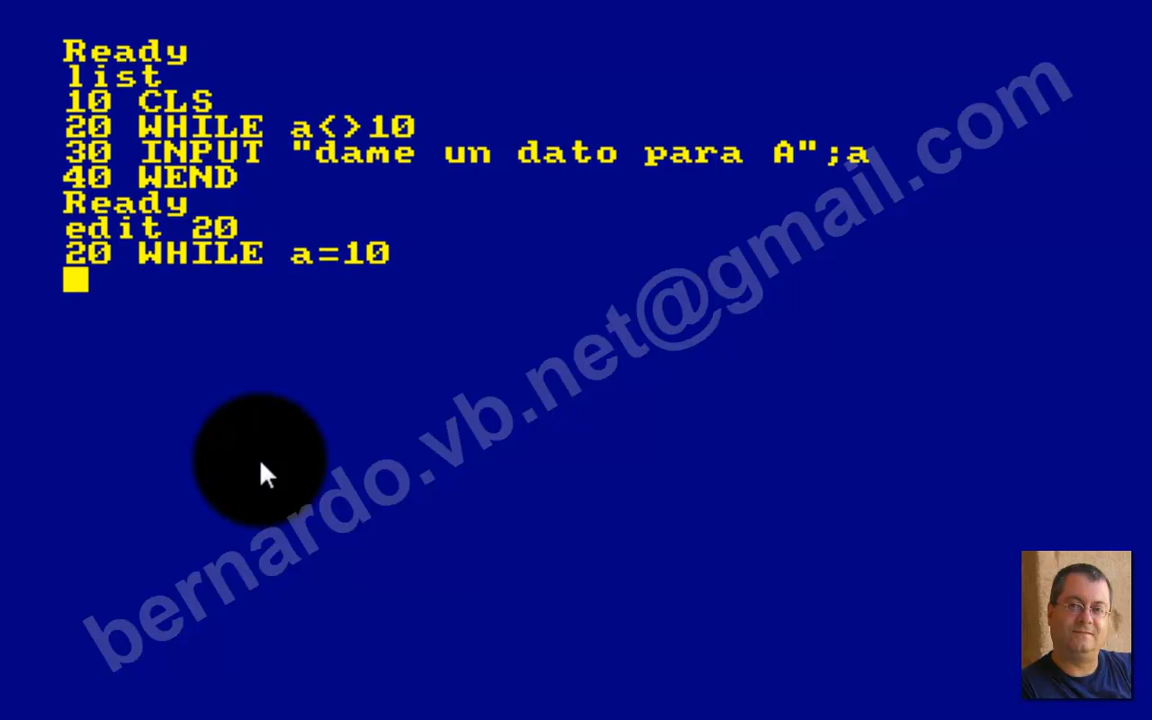 Ready
list
10 CLS
20 WHILE a<>10
30 INPUT "dame un dato para A";a
40 WEND
Ready
edit 20
20 WHILE a=10
bernardo.vb.net@gmail.com